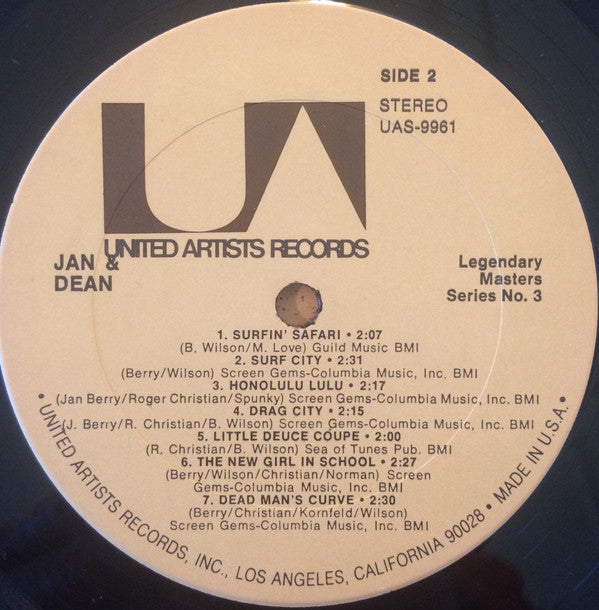 SIDE 2
STEREO
UAS-9961
UA
UNITED ARTISTS RECORDS
JAN &
DEAN
Legendary
Masters
Series No. 3
1. SURFIN' SAFARI • 2:07
(B. Wilson/M. Love) Guild Music BMI
2. SURF CITY • 2:31
(Berry/Wilson) Screen Gems-Columbia Music, Inc. BMI
3. HONOLULU LULU • 2:17
(Jan Berry/Roger Christian/Spunky) Screen Gems-Columbia Music, Inc. BMI
4. DRAG CITY • 2:15
(J. Berry/R. Christian/B. Wilson) Screen Gems-Columbia Music, Inc. BMI
5. LITTLE DEUCE COUPE • 2:00
(R. Christian/B. Wilson) Sea of Tunes Pub. BMI
6. THE NEW GIRL IN SCHOOL • 2:27
(Berry/Wilson/Christian/Norman) Screen
Gems-Columbia Music, Inc. BMI
7. DEAD MAN'S CURVE • 2:30
(Berry/Christian/Kornfeld/Wilson)
Screen Gems-Columbia Music, Inc. BMI
• UNITED ARTISTS RECORDS, INC., LOS ANGELES, CALIFORNIA 90028 • MADE IN U.S.A. •